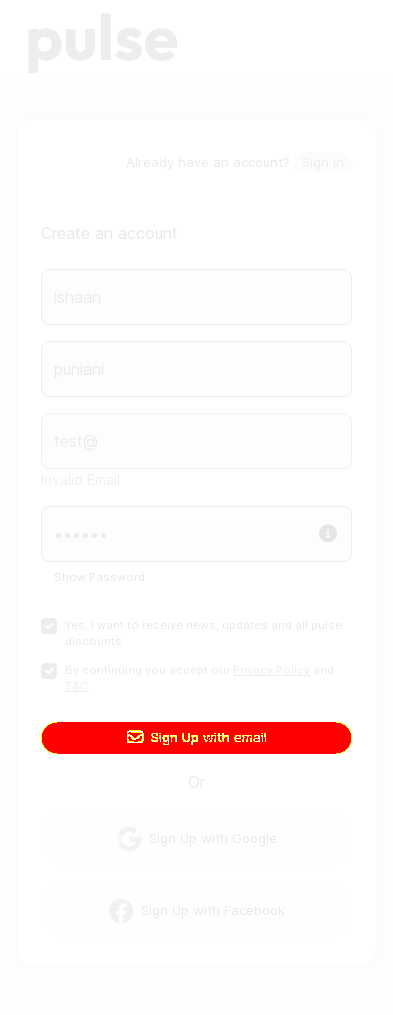 pulse
Already have an account? Sign in
Create an account
ishaan
puniani
test@
Invalid Email
••••••
Show Password
Yes, I want to receive news, updates and all pulse
discounts.
By continuing you accept our Privacy Policy and
T&C.
Sign Up with email
Or
Sign Up with Google
Sign Up with Facebook